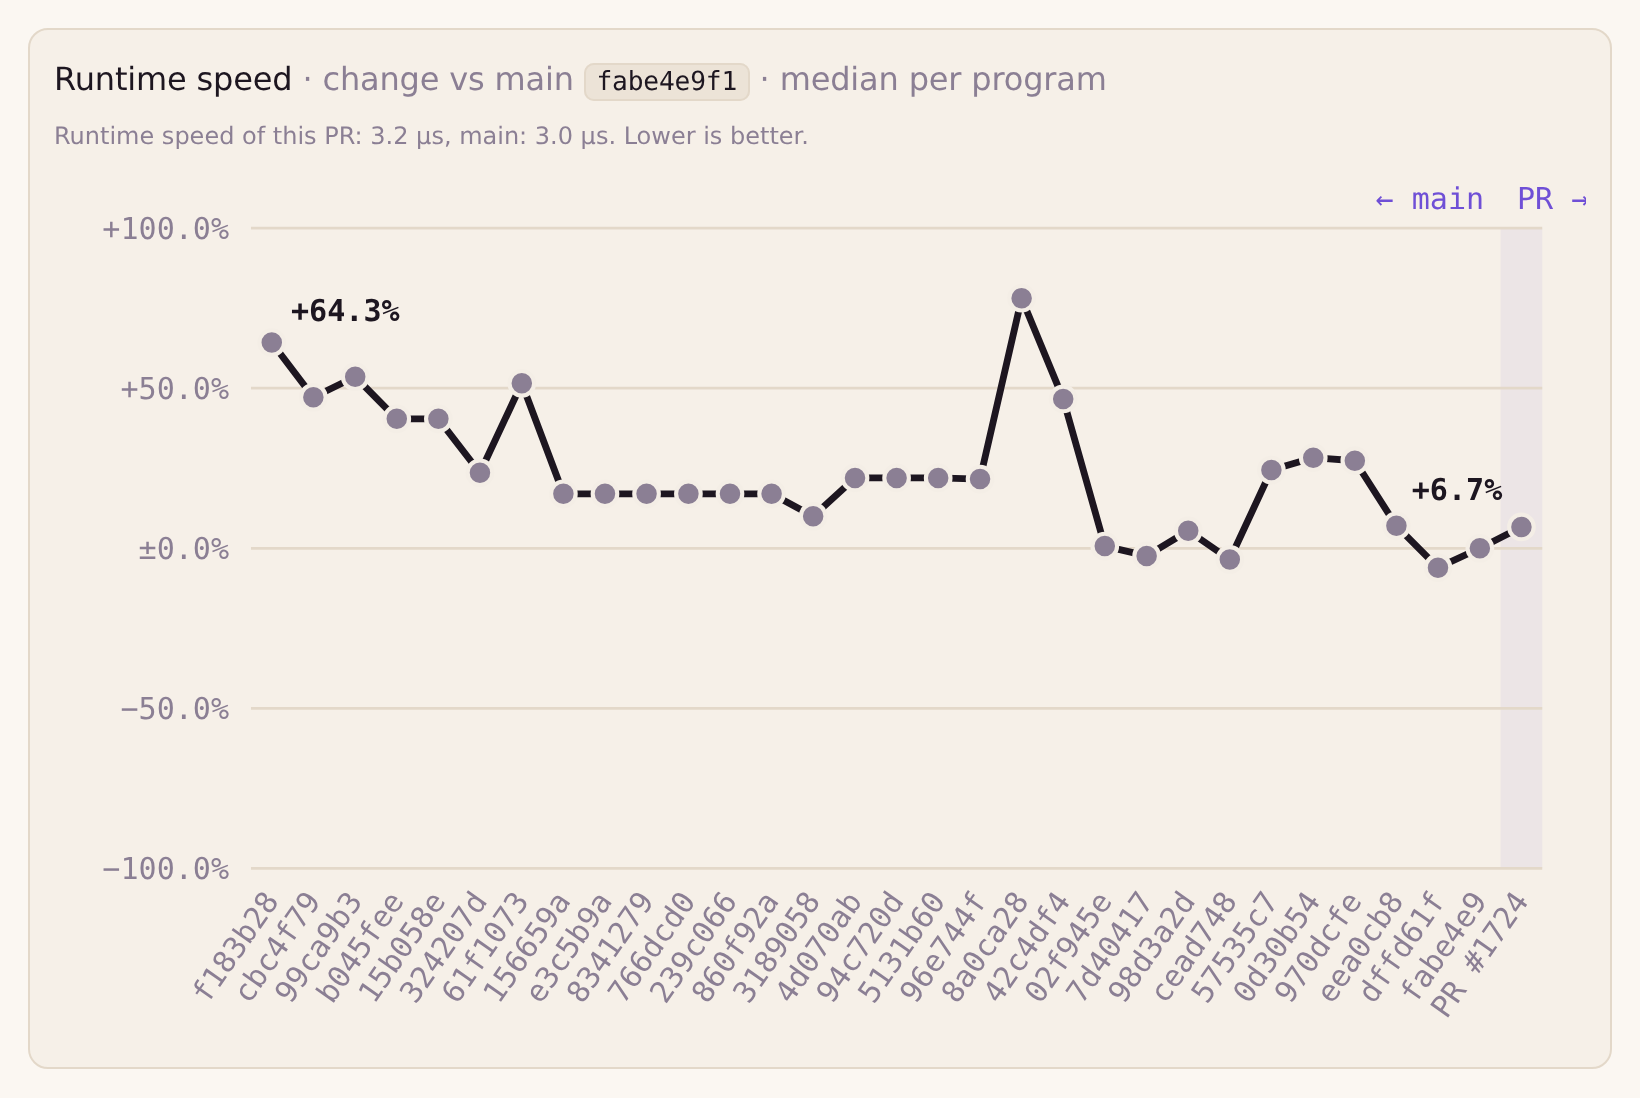 Runtime speed · change vs main fabe4e9f1 · median per program
Runtime speed of this PR: 3.2 µs, main: 3.0 µs. Lower is better.
← main PR →
+100.0%
+64.3%
+50.0%
+6.7%
±0.0%
−50.0%
−100.0%
f183b28
cbc4f79
99ca9b3
b045fee
15b058e
324207d
61f1073
156659a
e3c5b9a
8341279
766dcd0
239c066
860f92a
3189058
4d070ab
94c720d
5131b60
96e744f
8a0ca28
42c4df4
02f945e
7d40417
98d3a2d
cead748
57535c7
0d30b54
970dcfe
eea0cb8
dffd61f
fabe4e9
PR #1724